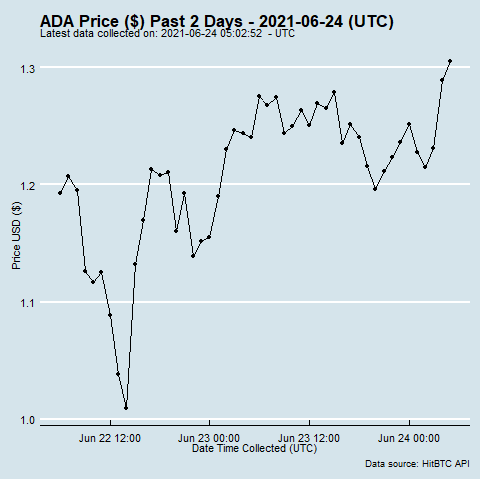 ADA Price ($) Past 2 Days - 2021-06-24 (UTC)
Latest data collected on: 2021-06-24 05:02:52  - UTC
1.3
1.2
1.1
1.0
Price USD ($)
Jun 22 12:00
Jun 23 00:00
Jun 23 12:00
Jun 24 00:00
Date Time Collected (UTC)
Data source: HitBTC API